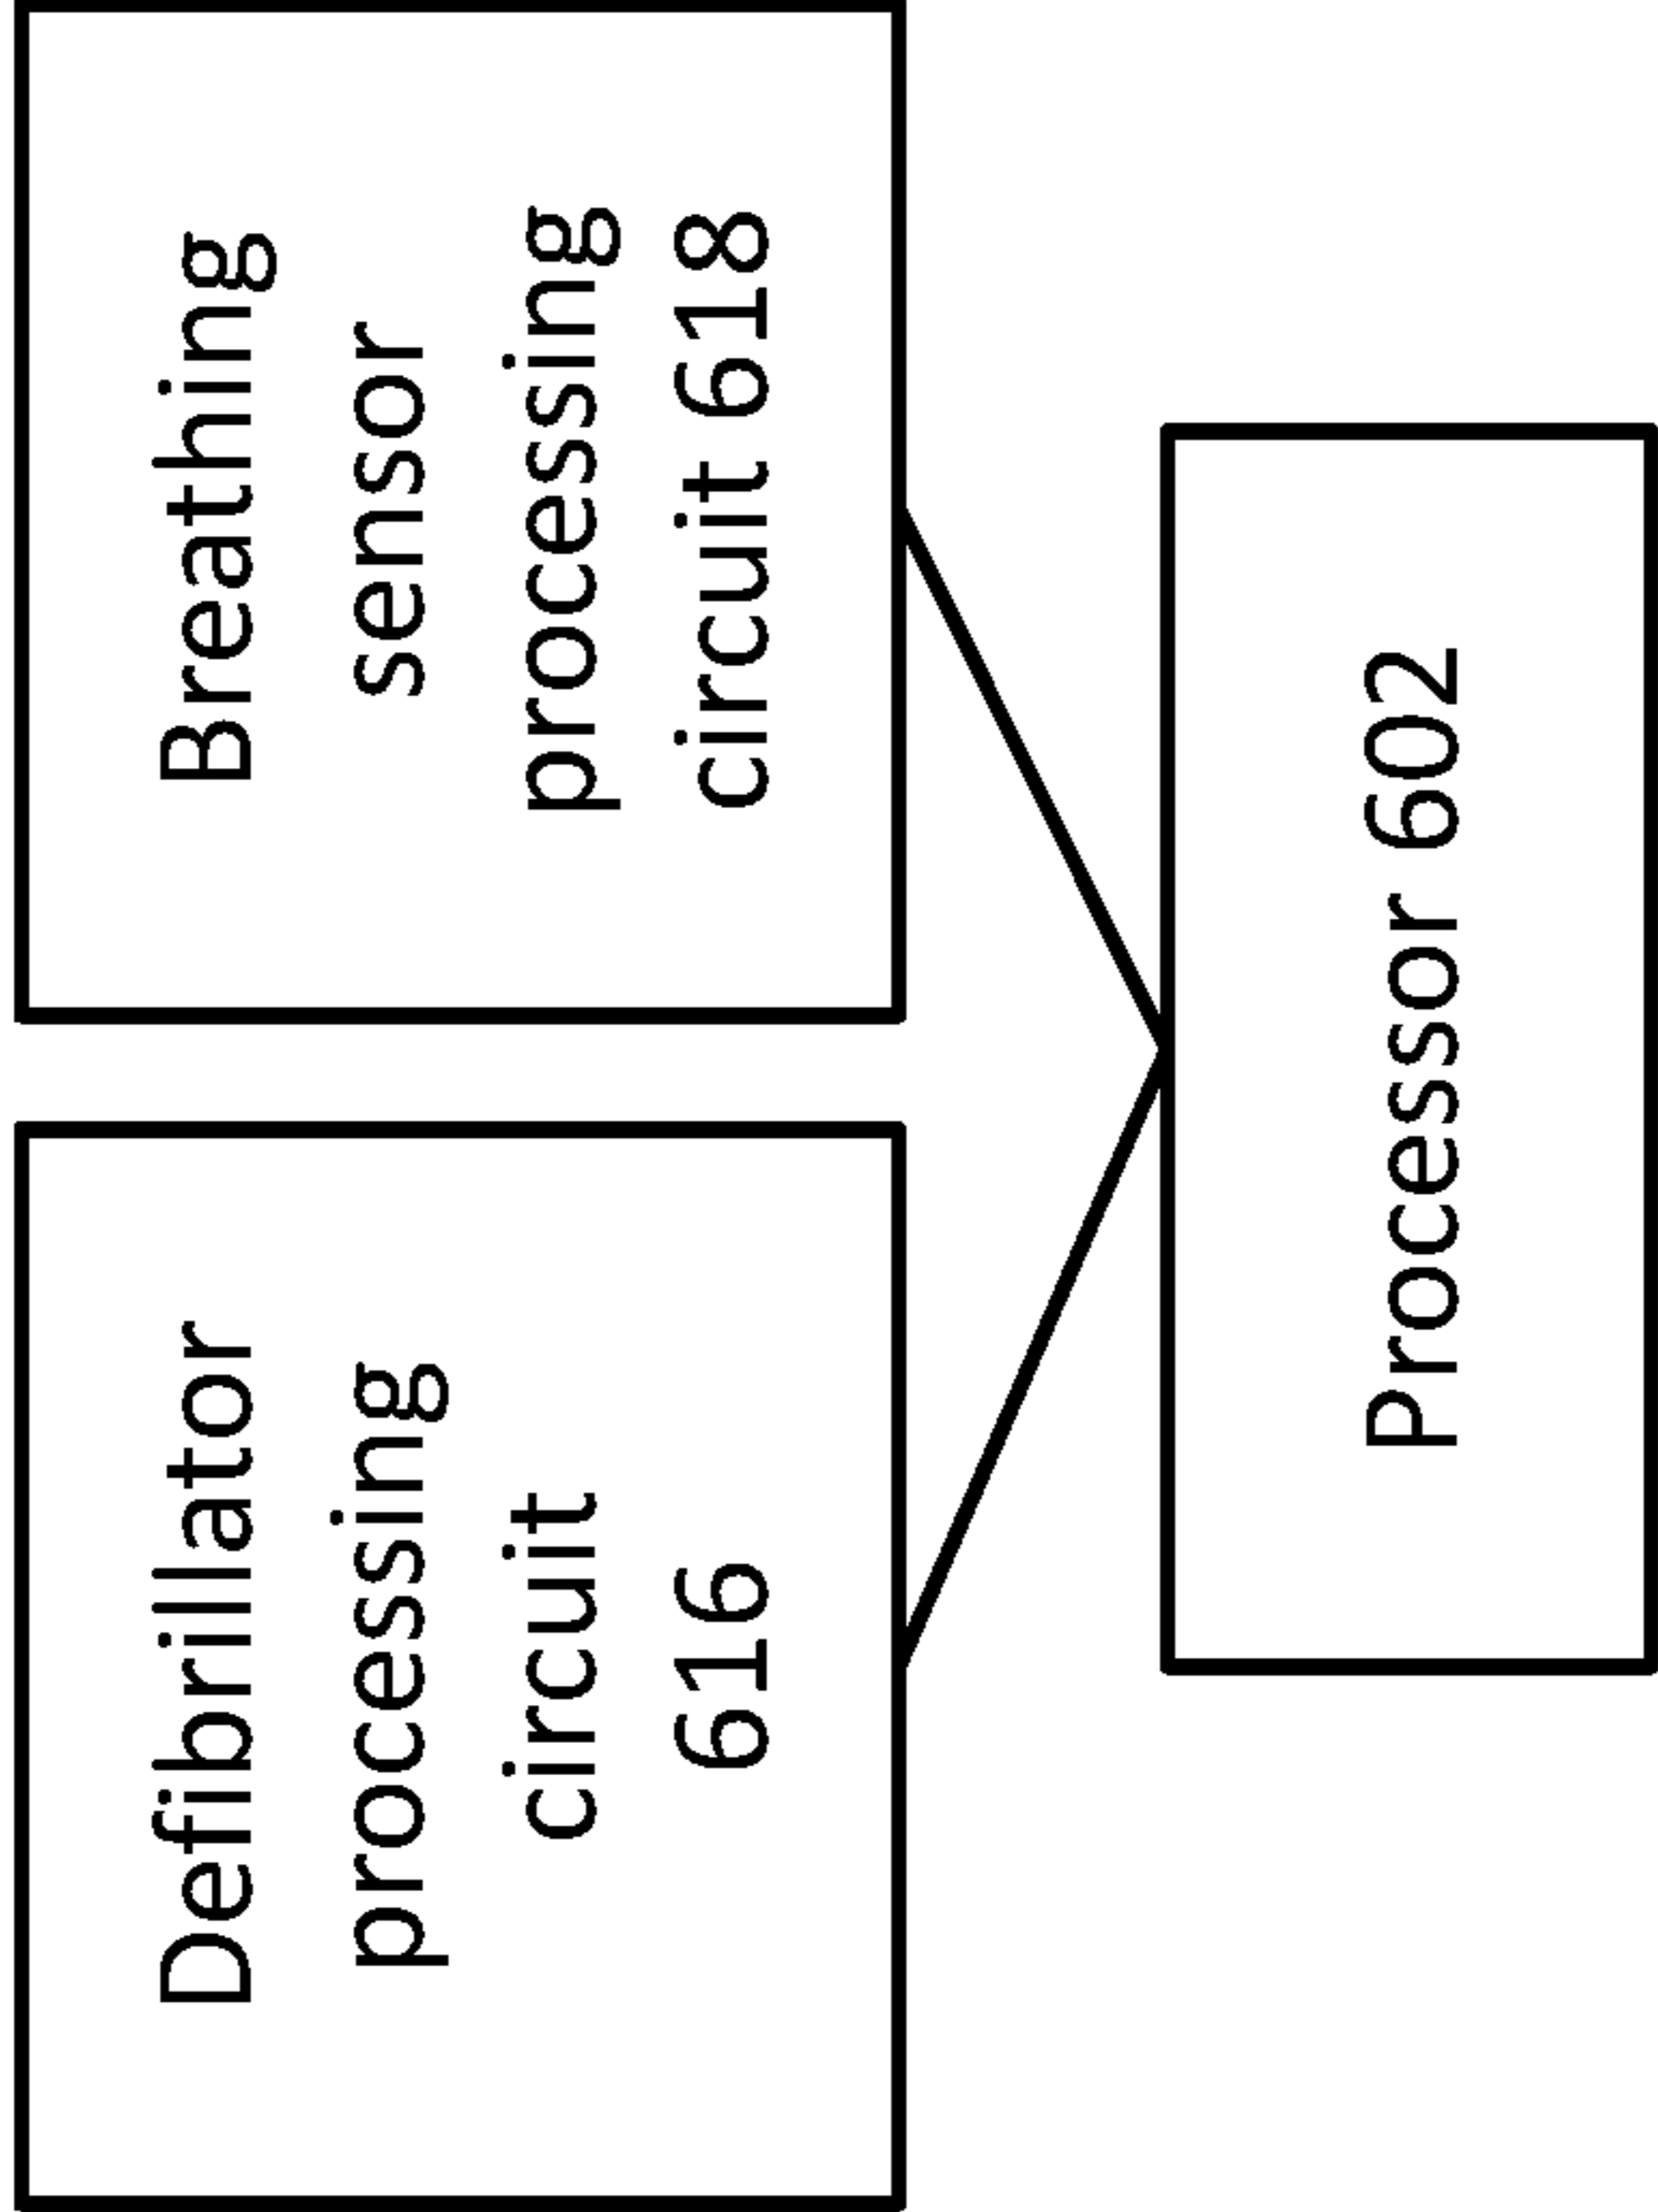 Defibrillator
processing
circuit
616
Breathing
sensor
processing
circuit 618
Processor 602